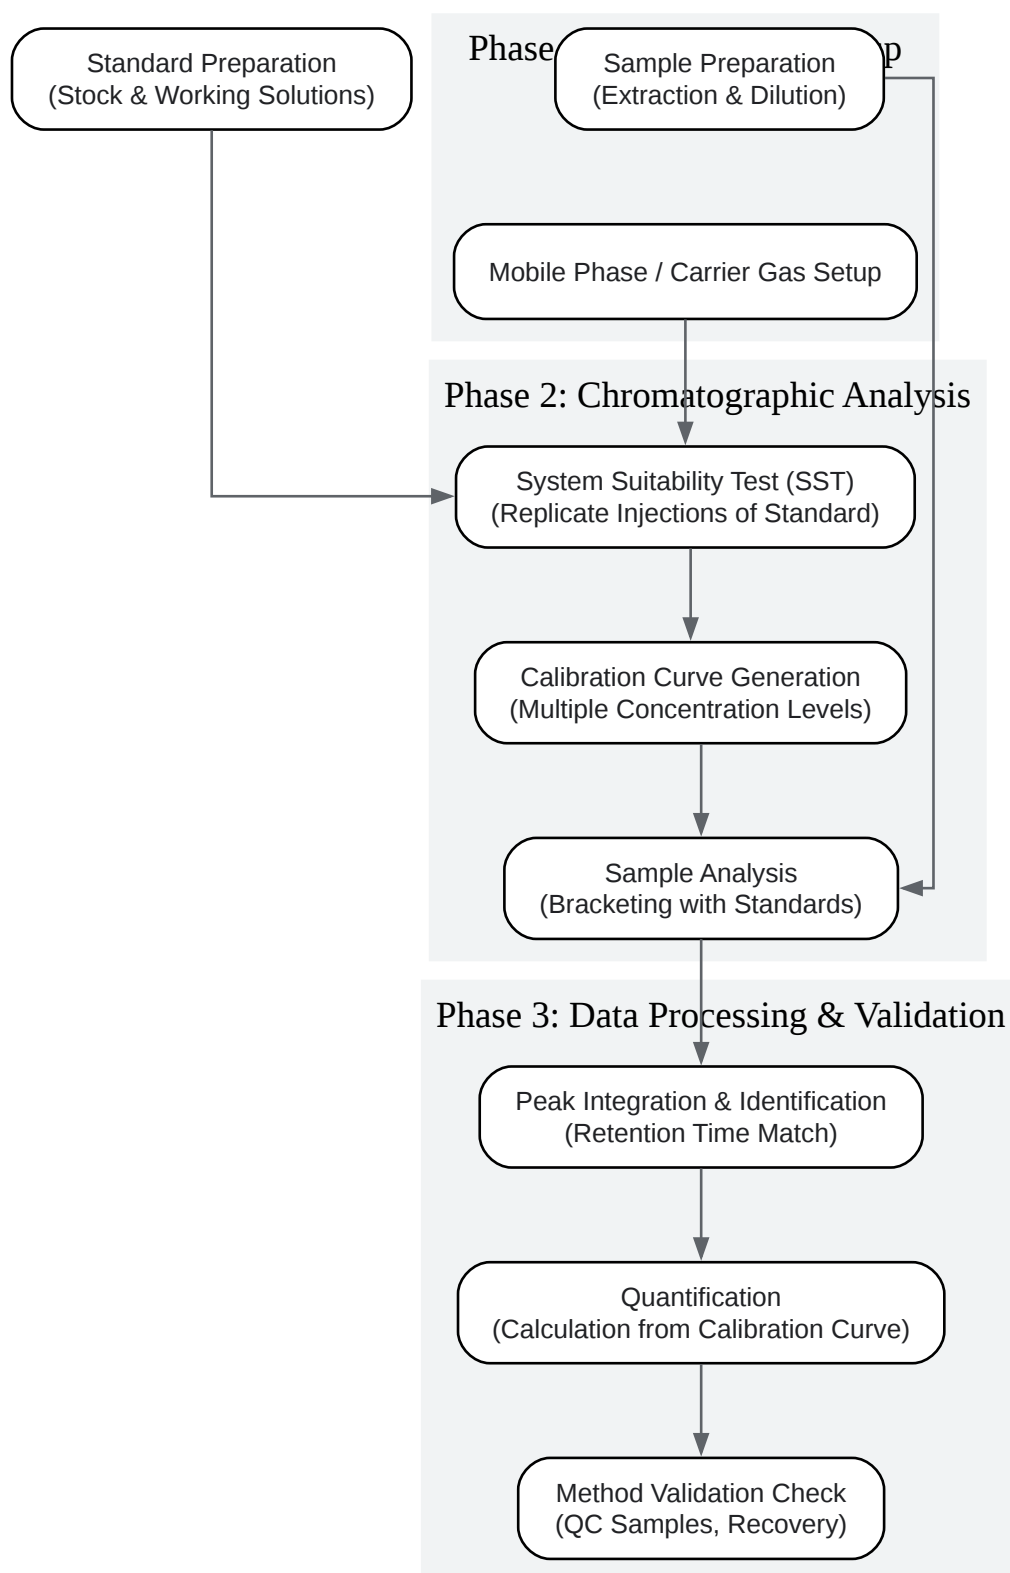 Standard Preparation
(Stock & Working Solutions)
Phase
Sample Preparation
(Extraction & Dilution)
Mobile Phase / Carrier Gas Setup
Phase 2: Chromatographic Analysis
System Suitability Test (SST)
(Replicate Injections of Standard)
Calibration Curve Generation
(Multiple Concentration Levels)
Sample Analysis
(Bracketing with Standards)
Phase 3: Data Processing & Validation
Peak Integration & Identification
(Retention Time Match)
Quantification
(Calculation from Calibration Curve)
Method Validation Check
(QC Samples, Recovery)